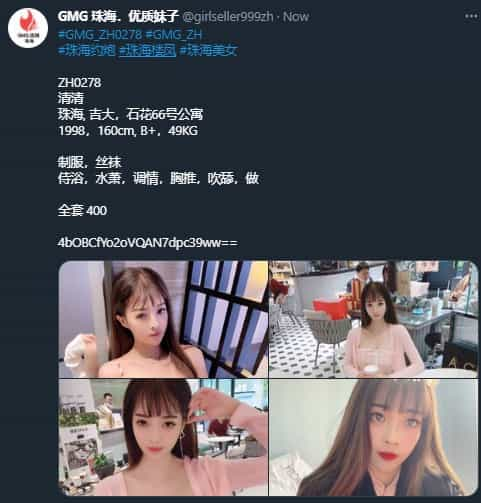 GMG 珠海．优质妹子 @girlseller999zh · Now
#GMG_ZH0278 #GMG_ZH
#珠海约炮 #珠海楼凤 #珠海美女
ZH0278
清清
珠海, 吉大，石花66号公寓
1998，160cm, B+，49KG
制服，丝袜
侍浴，水萧，调情，胸推，吹舔，做
全套 400
4bOBCfYo2oVQAN7dpc39ww==